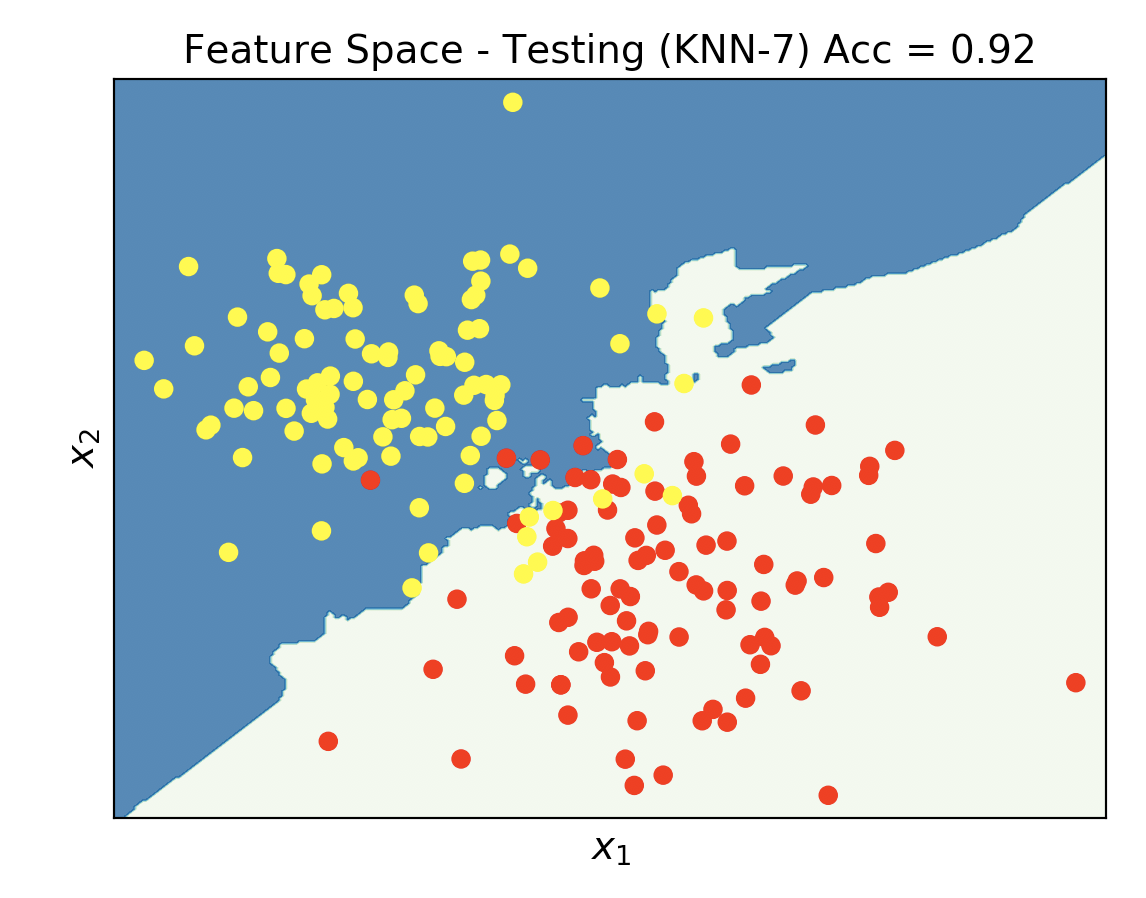 Feature Space - Testing (KNN-7) Acc = 0.92
x₂
x₁